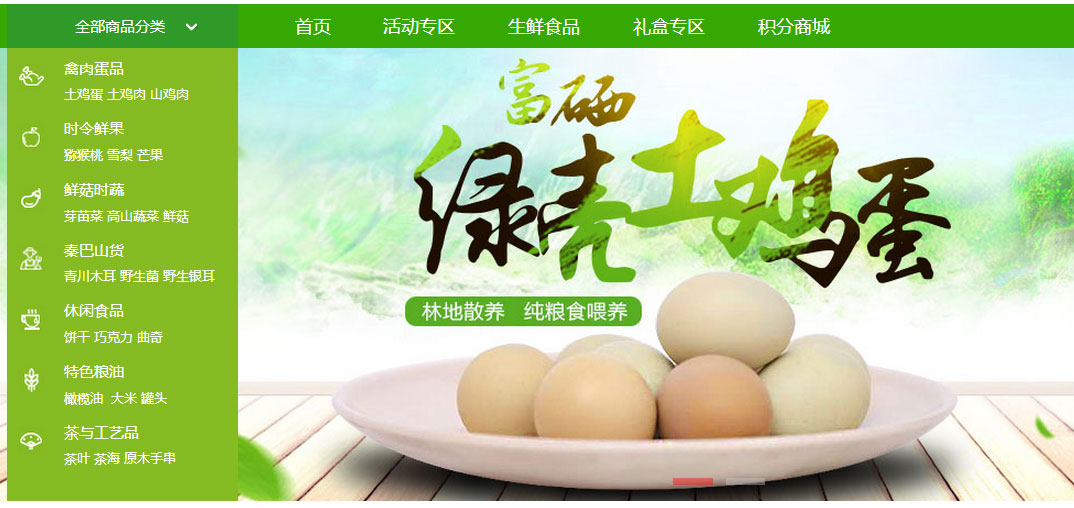 全部商品分类 首页 活动专区 生鲜食品 礼盒专区 积分商城
禽肉蛋品
土鸡蛋 土鸡肉 山鸡肉
时令鲜果
猕猴桃 雪梨 芒果
鲜菇时蔬
芽苗菜 高山蔬菜 鲜菇
秦巴山货
青川木耳 野生菌 野生银耳
休闲食品
饼干 巧克力 曲奇
特色粮油
橄榄油 大米 罐头
茶与工艺品
茶叶 茶海 原木手串
富硒
绿壳土鸡蛋
林地散养 纯粮食喂养